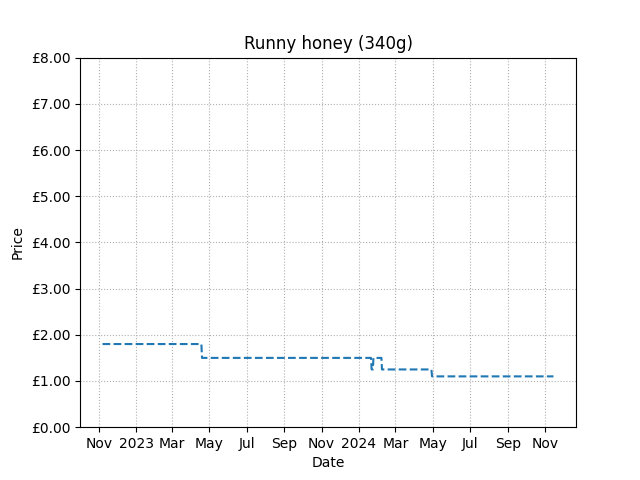 Runny honey (340g)
£8.00
£7.00
£6.00
£5.00
£4.00
£3.00
£2.00
£1.00
£0.00
Price
Nov 2023 Mar May Jul Sep Nov 2024 Mar May Jul Sep Nov
Date